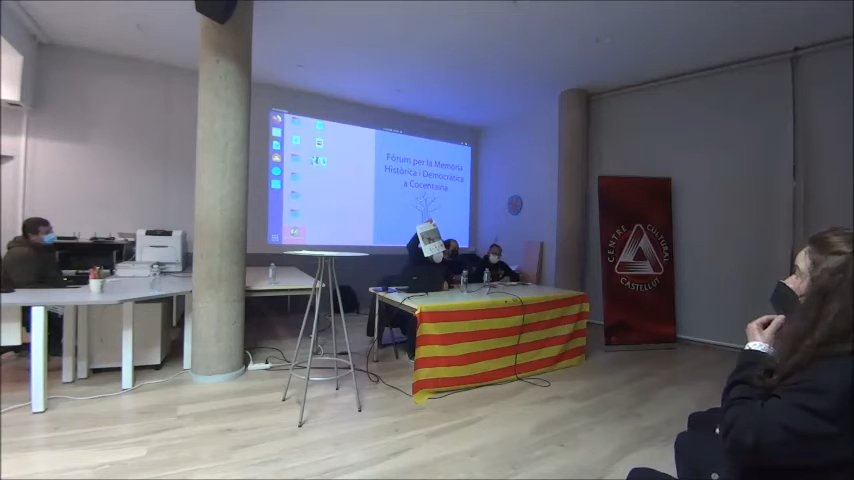 Fòrum per la Memòria
Històrica i Democràtica
a Cocentaina
CENTRE CULTURAL
CASTELLUT